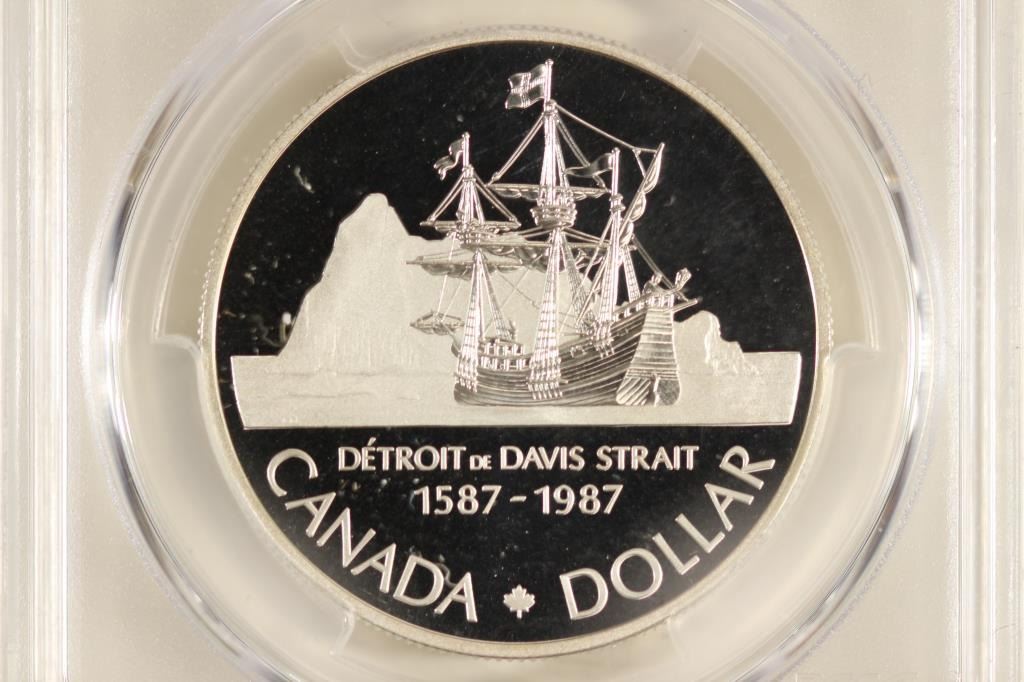 DÉTROIT DE DAVIS STRAIT
1587-1987
CANADA DOLLAR